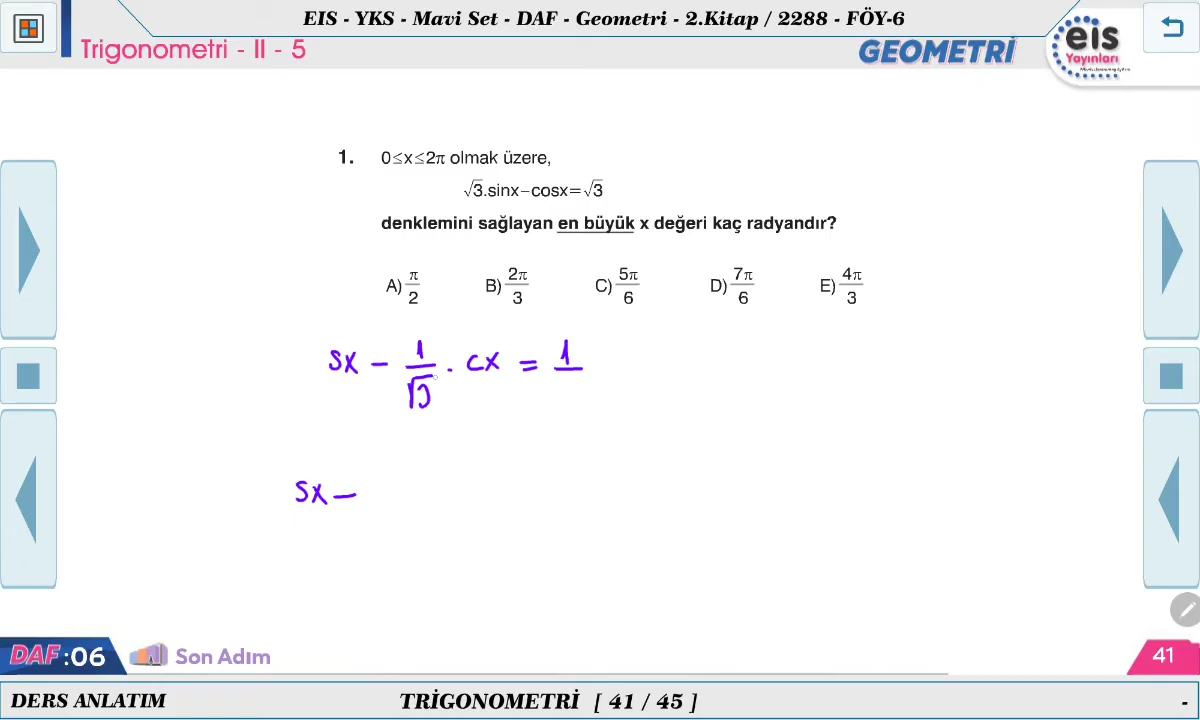 EIS - YKS - Mavi Set - DAF - Geometri - 2.Kitap / 2288 - FÖY-6
Trigonometri - II - 5
GEOMETRİ
eis
Yayınları
1. 0≤x≤2π olmak üzere,
√3.sinx−cosx=√3
denklemini sağlayan en büyük x değeri kaç radyandır?
A) π/2 B) 2π/3 C) 5π/6 D) 7π/6 E) 4π/3
sx − 1/√3 . cx = 1
sx −
DAF:06
Son Adım
41
DERS ANLATIM
TRİGONOMETRİ [ 41 / 45 ]
-